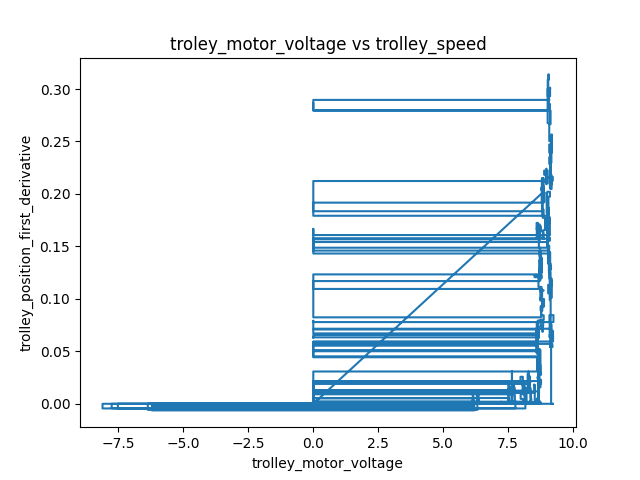 troley_motor_voltage vs trolley_speed
0.30
0.25
0.20
0.15
0.10
0.05
0.00
trolley_position_first_derivative
−7.5 −5.0 −2.5 0.0 2.5 5.0 7.5 10.0
trolley_motor_voltage